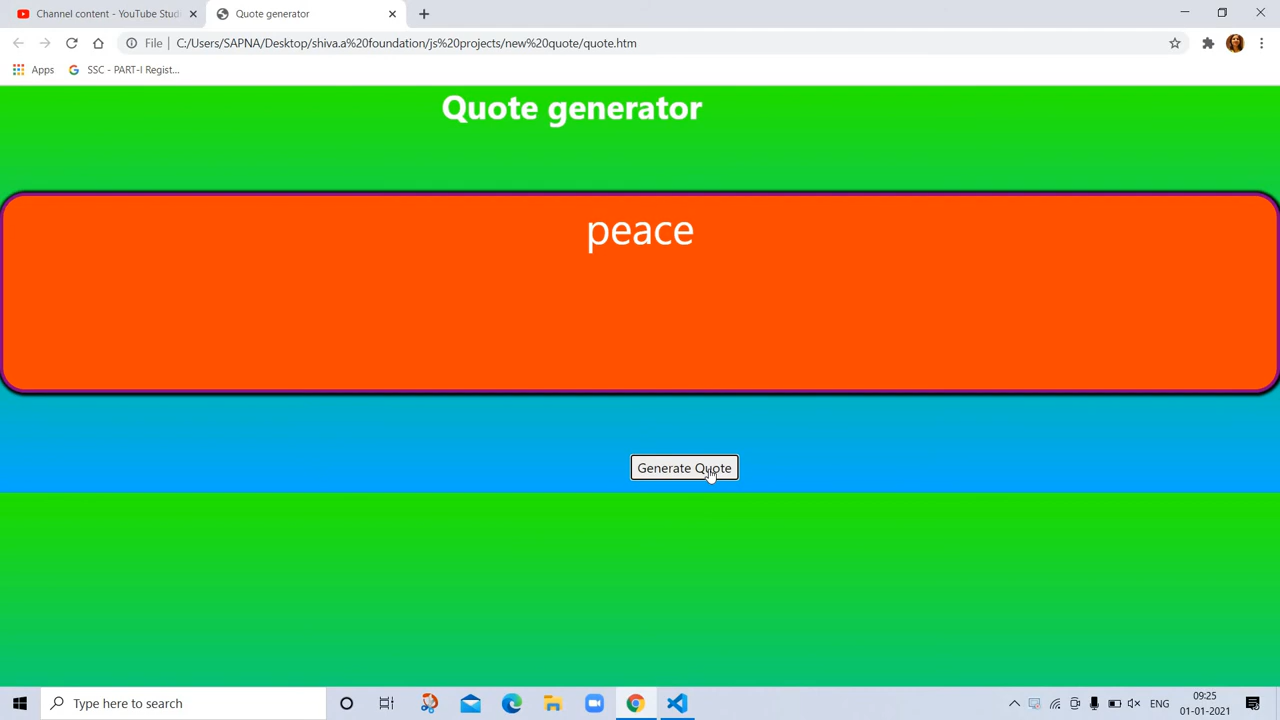 Channel content - YouTube Stud
Quote generator
File
C:/Users/SAPNA/Desktop/shiva.a%20foundation/js%20projects/new%20quote/quote.htm
Apps
SSC - PART-I Regist...
Quote generator
peace
Generate Quote
Type here to search
ENG
09:25
01-01-2021